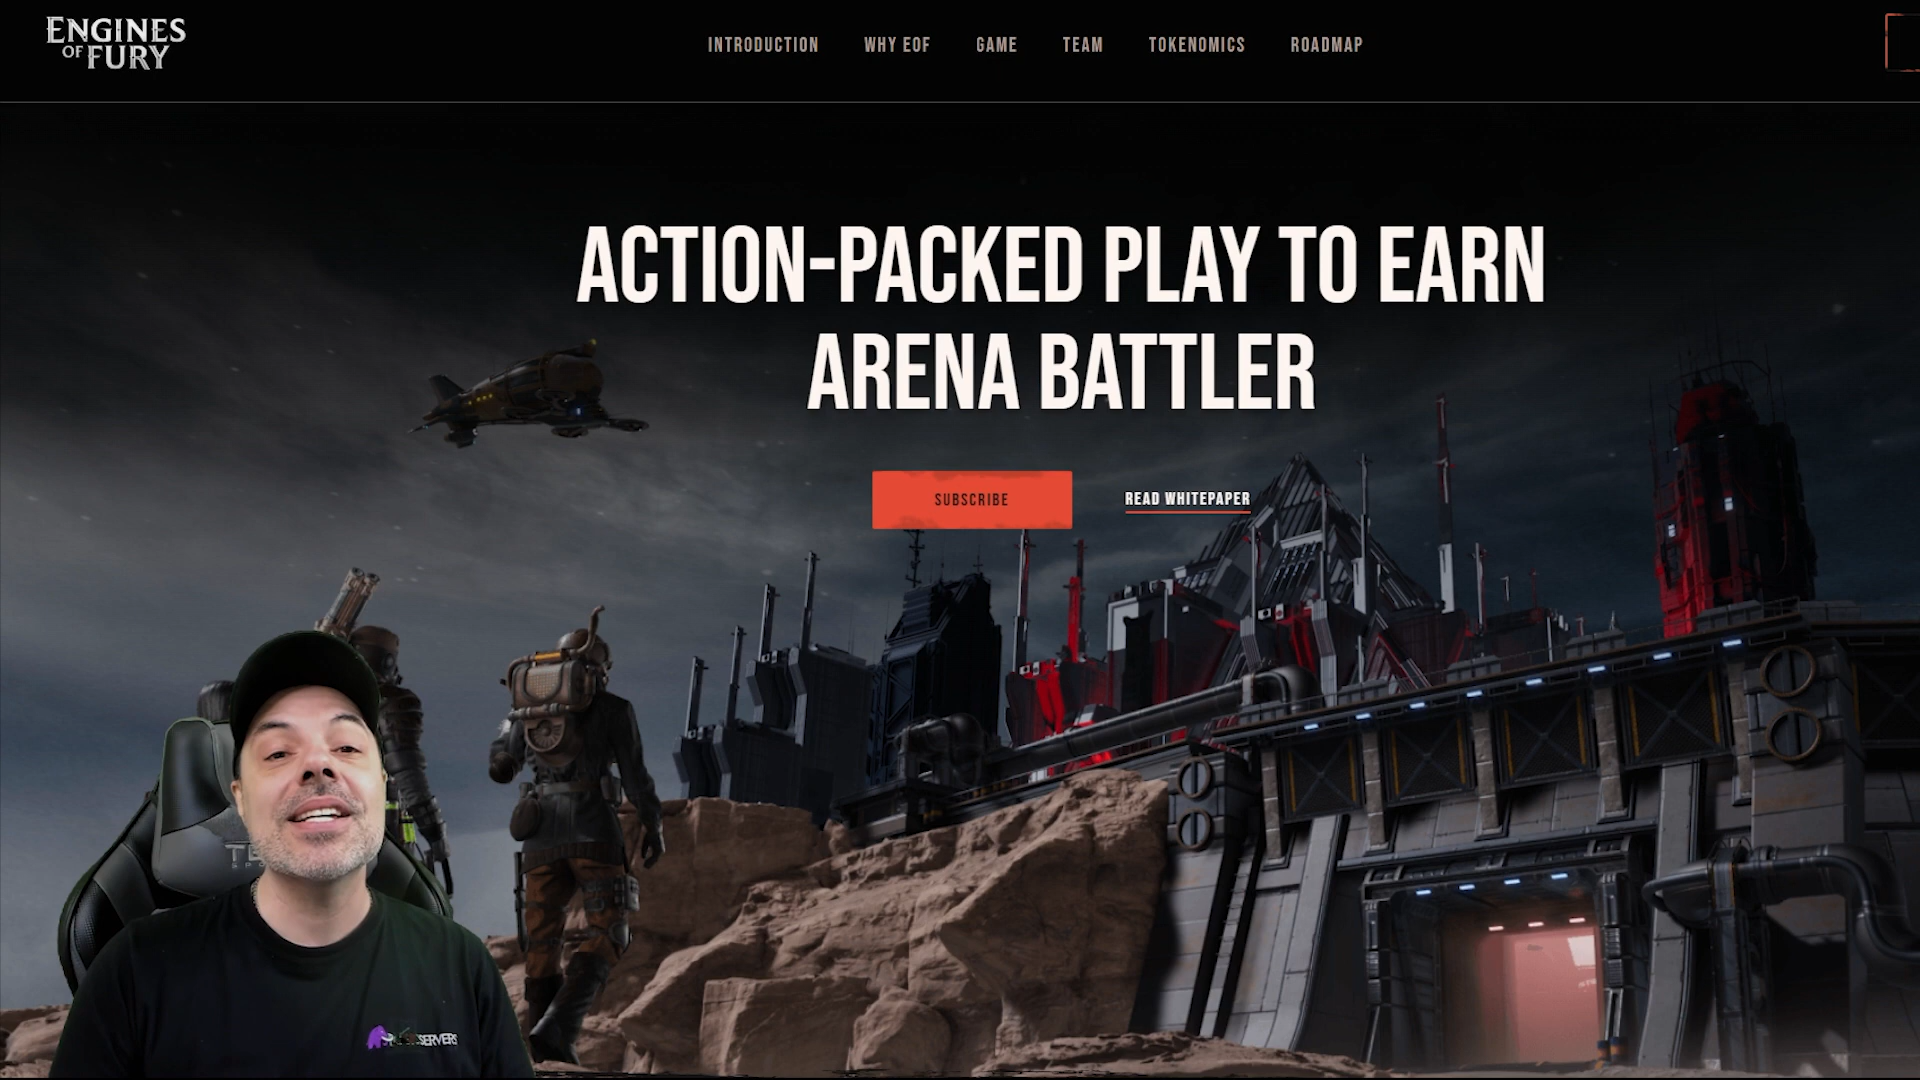 ENGINES
OF FURY
INTRODUCTION
WHY EOF
GAME
TEAM
TOKENOMICS
ROADMAP
ACTION-PACKED PLAY TO EARN
ARENA BATTLER
SUBSCRIBE
READ WHITEPAPER